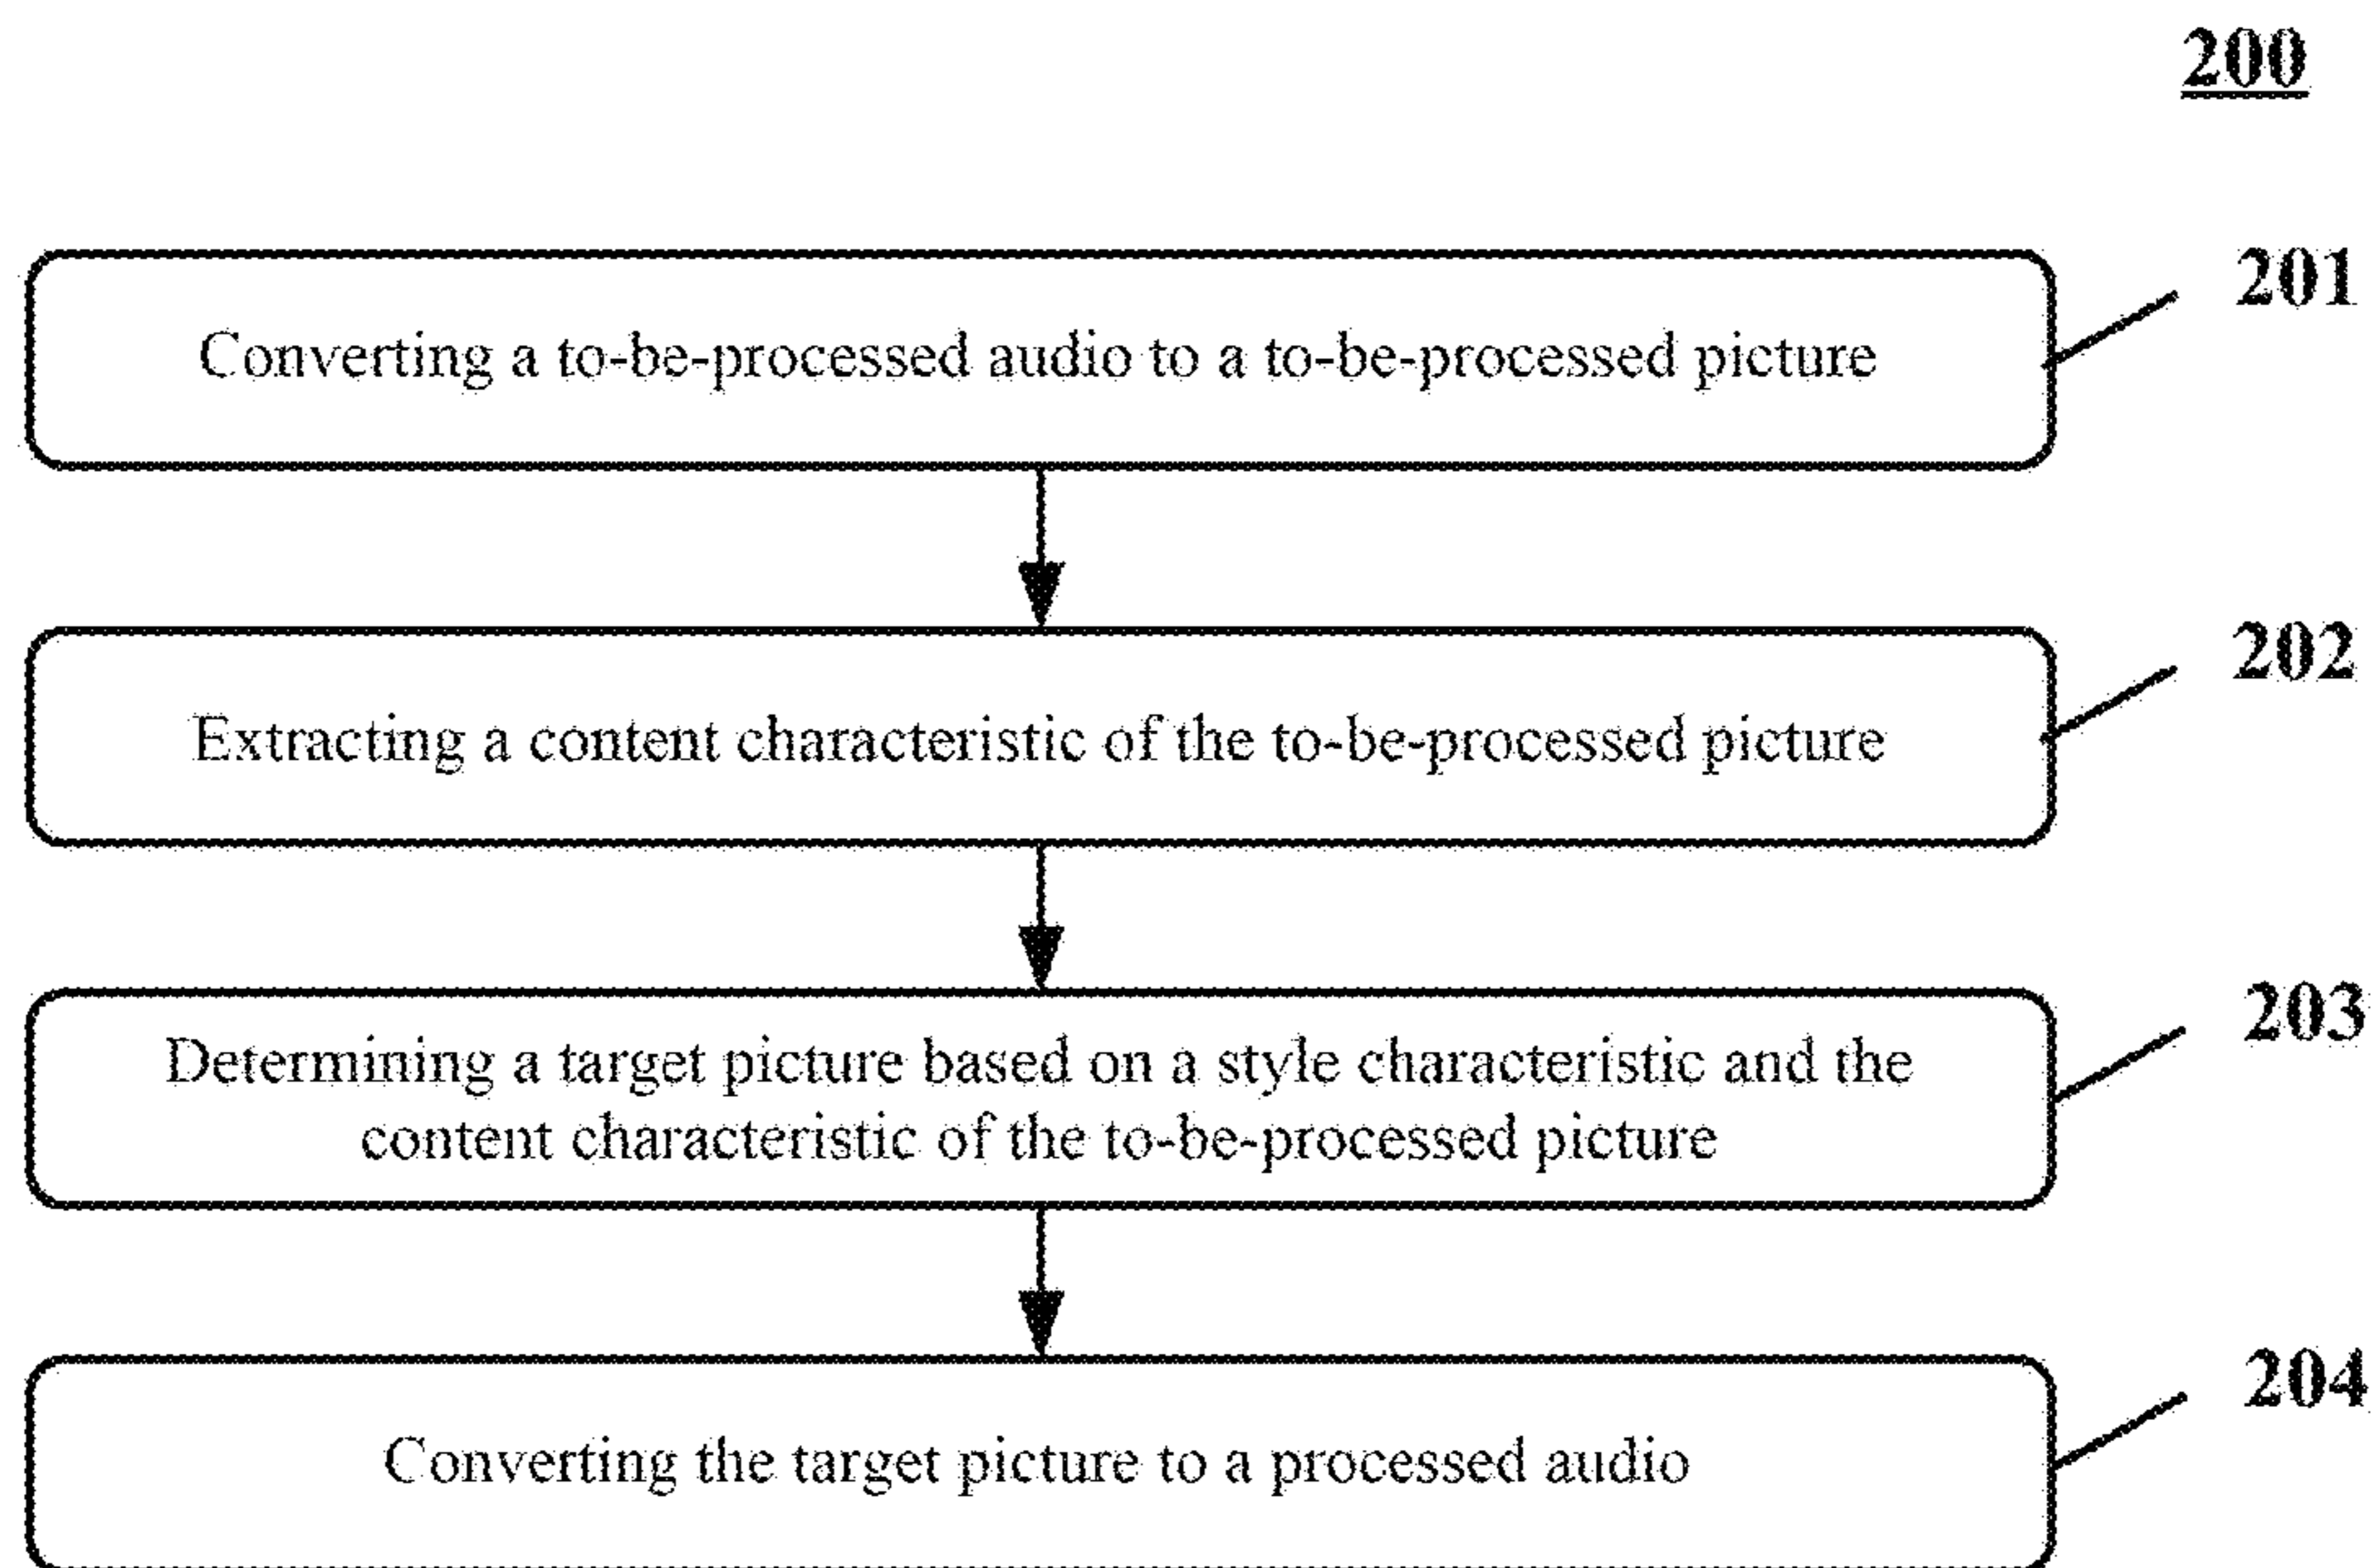 200
201
Converting a to-be-processed audio to a to-be-processed picture
202
Extracting a content characteristic of the to-be-processed picture
203
Determining a target picture based on a style characteristic and the
content characteristic of the to-be-processed picture
204
Converting the target picture to a processed audio